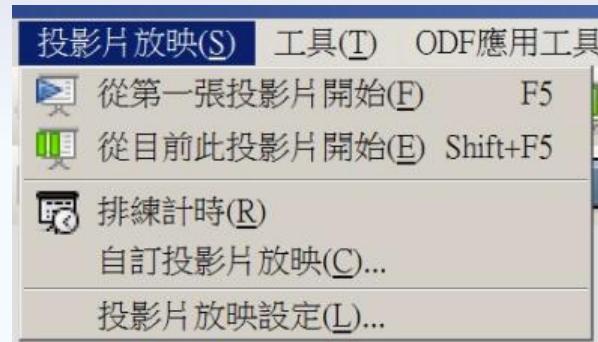 投影片放映(S) 工具(T) ODF應用工具
從第一張投影片開始(F) F5
從目前此投影片開始(E) Shift+F5
排練計時(R)
自訂投影片放映(C)...
投影片放映設定(L)...